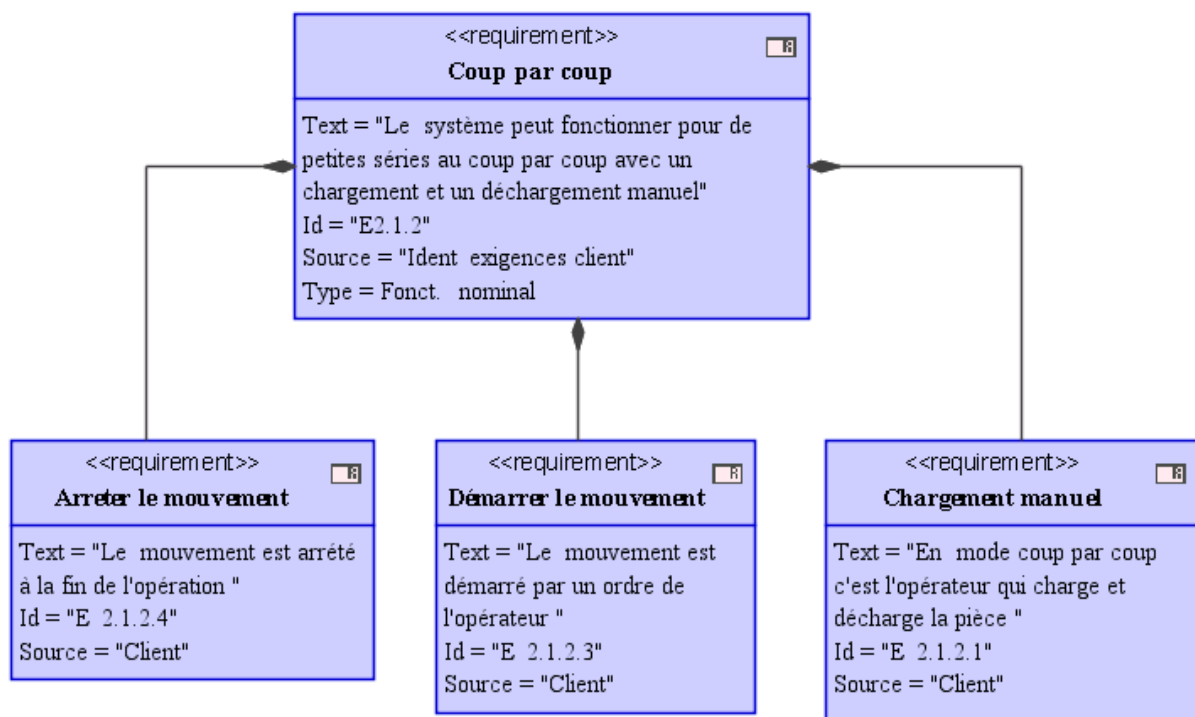 <<requirement>>
Coup par coup
Text = "Le système peut fonctionner pour de
petites séries au coup par coup avec un
chargement et un déchargement manuel"
Id = "E2.1.2"
Source = "Ident exigences client"
Type = Fonct. nominal
<<requirement>>
Arreter le mouvement
Text = "Le mouvement est arrété
à la fin de l'opération "
Id = "E 2.1.2.4"
Source = "Client"
<<requirement>>
Démarrer le mouvement
Text = "Le mouvement est
démarré par un ordre de
l'opérateur "
Id = "E 2.1.2.3"
Source = "Client"
<<requirement>>
Chargement manuel
Text = "En mode coup par coup
c'est l'opérateur qui charge et
décharge la pièce "
Id = "E 2.1.2.1"
Source = "Client"